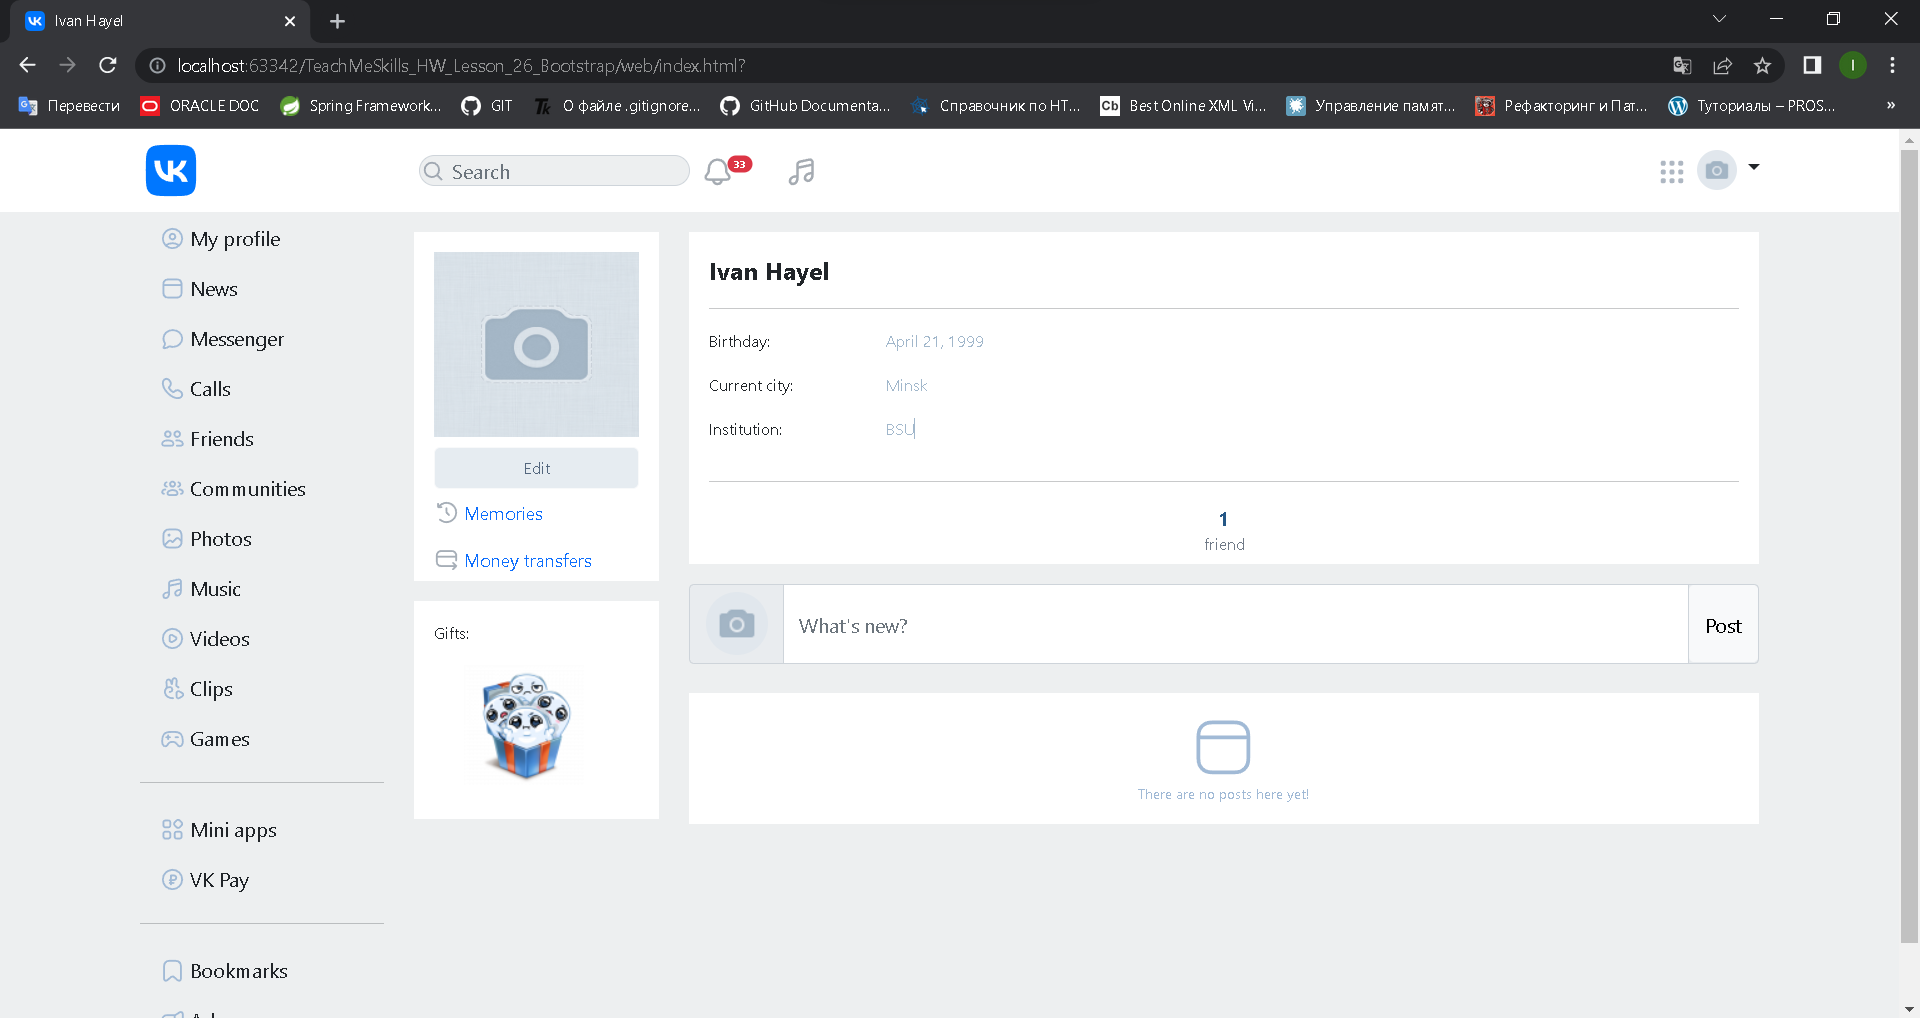 Ivan Hayel
localhost:63342/TeachMeSkills_HW_Lesson_26_Bootstrap/web/index.html?
I
Перевести
ORACLE DOC
Spring Framework...
GIT
Tk
О файле .gitignore...
GitHub Documenta...
Справочник по HT...
Cb
Best Online XML Vi...
Управление памят...
Рефакторинг и Пат...
Туториалы – PROS...
»
VK
Search
33
My profile
News
Messenger
Calls
Friends
Communities
Photos
Music
Videos
Clips
Games
Mini apps
VK Pay
Bookmarks
Edit
Memories
Money transfers
Gifts:
Ivan Hayel
Birthday: April 21, 1999
Current city: Minsk
Institution: BSU
1
friend
What's new?
Post
There are no posts here yet!